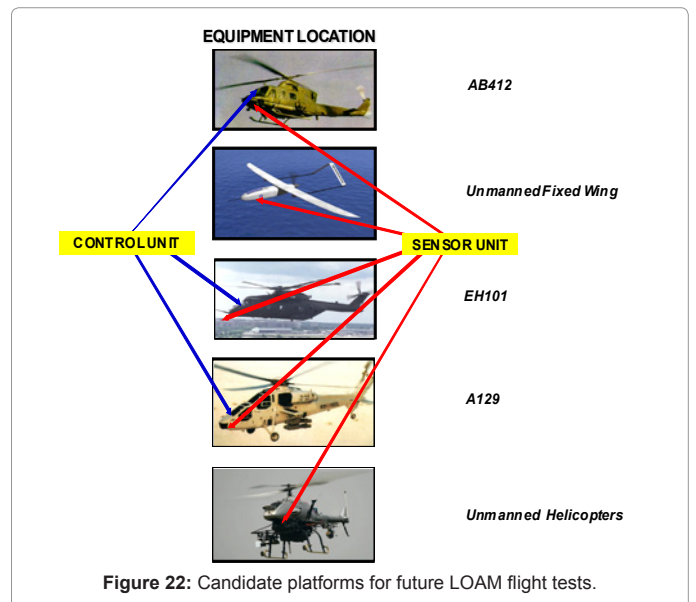 EQUIPMENT LOCATION
AB412
Unmanned Fixed Wing
CONTROL UNIT
SENSOR UNIT
EH101
A129
Unmanned Helicopters
Figure 22: Candidate platforms for future LOAM flight tests.